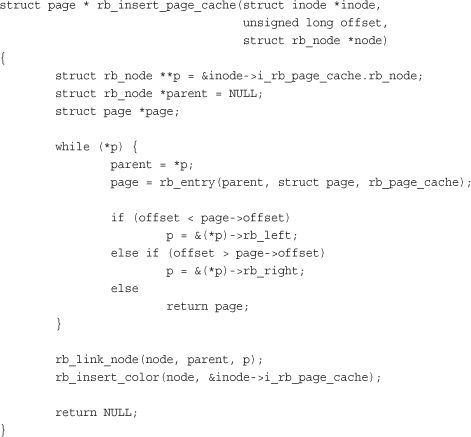 struct page * rb_insert_page_cache(struct inode *inode,
                                   unsigned long offset,
                                   struct rb_node *node)
{
        struct rb_node **p = &inode->i_rb_page_cache.rb_node;
        struct rb_node *parent = NULL;
        struct page *page;

        while (*p) {
                parent = *p;
                page = rb_entry(parent, struct page, rb_page_cache);

                if (offset < page->offset)
                        p = &(*p)->rb_left;
                else if (offset > page->offset)
                        p = &(*p)->rb_right;
                else
                        return page;
        }

        rb_link_node(node, parent, p);
        rb_insert_color(node, &inode->i_rb_page_cache);

        return NULL;
}